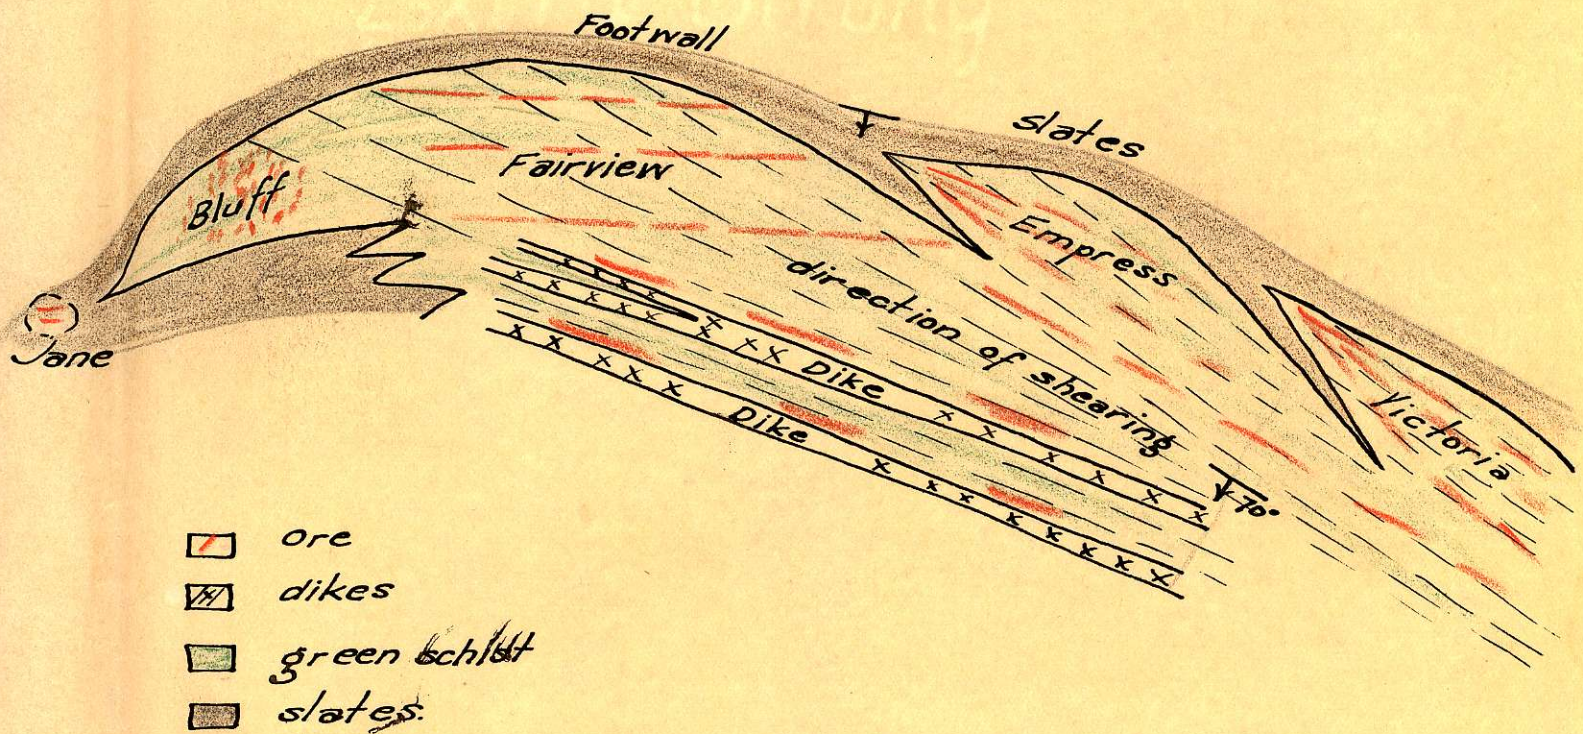 Footwall
slates
Fairview
Bluff
Empress
direction of shearing
Jane
Dike
Dike
Victoria
70°
ore
dikes
green schist
slates.